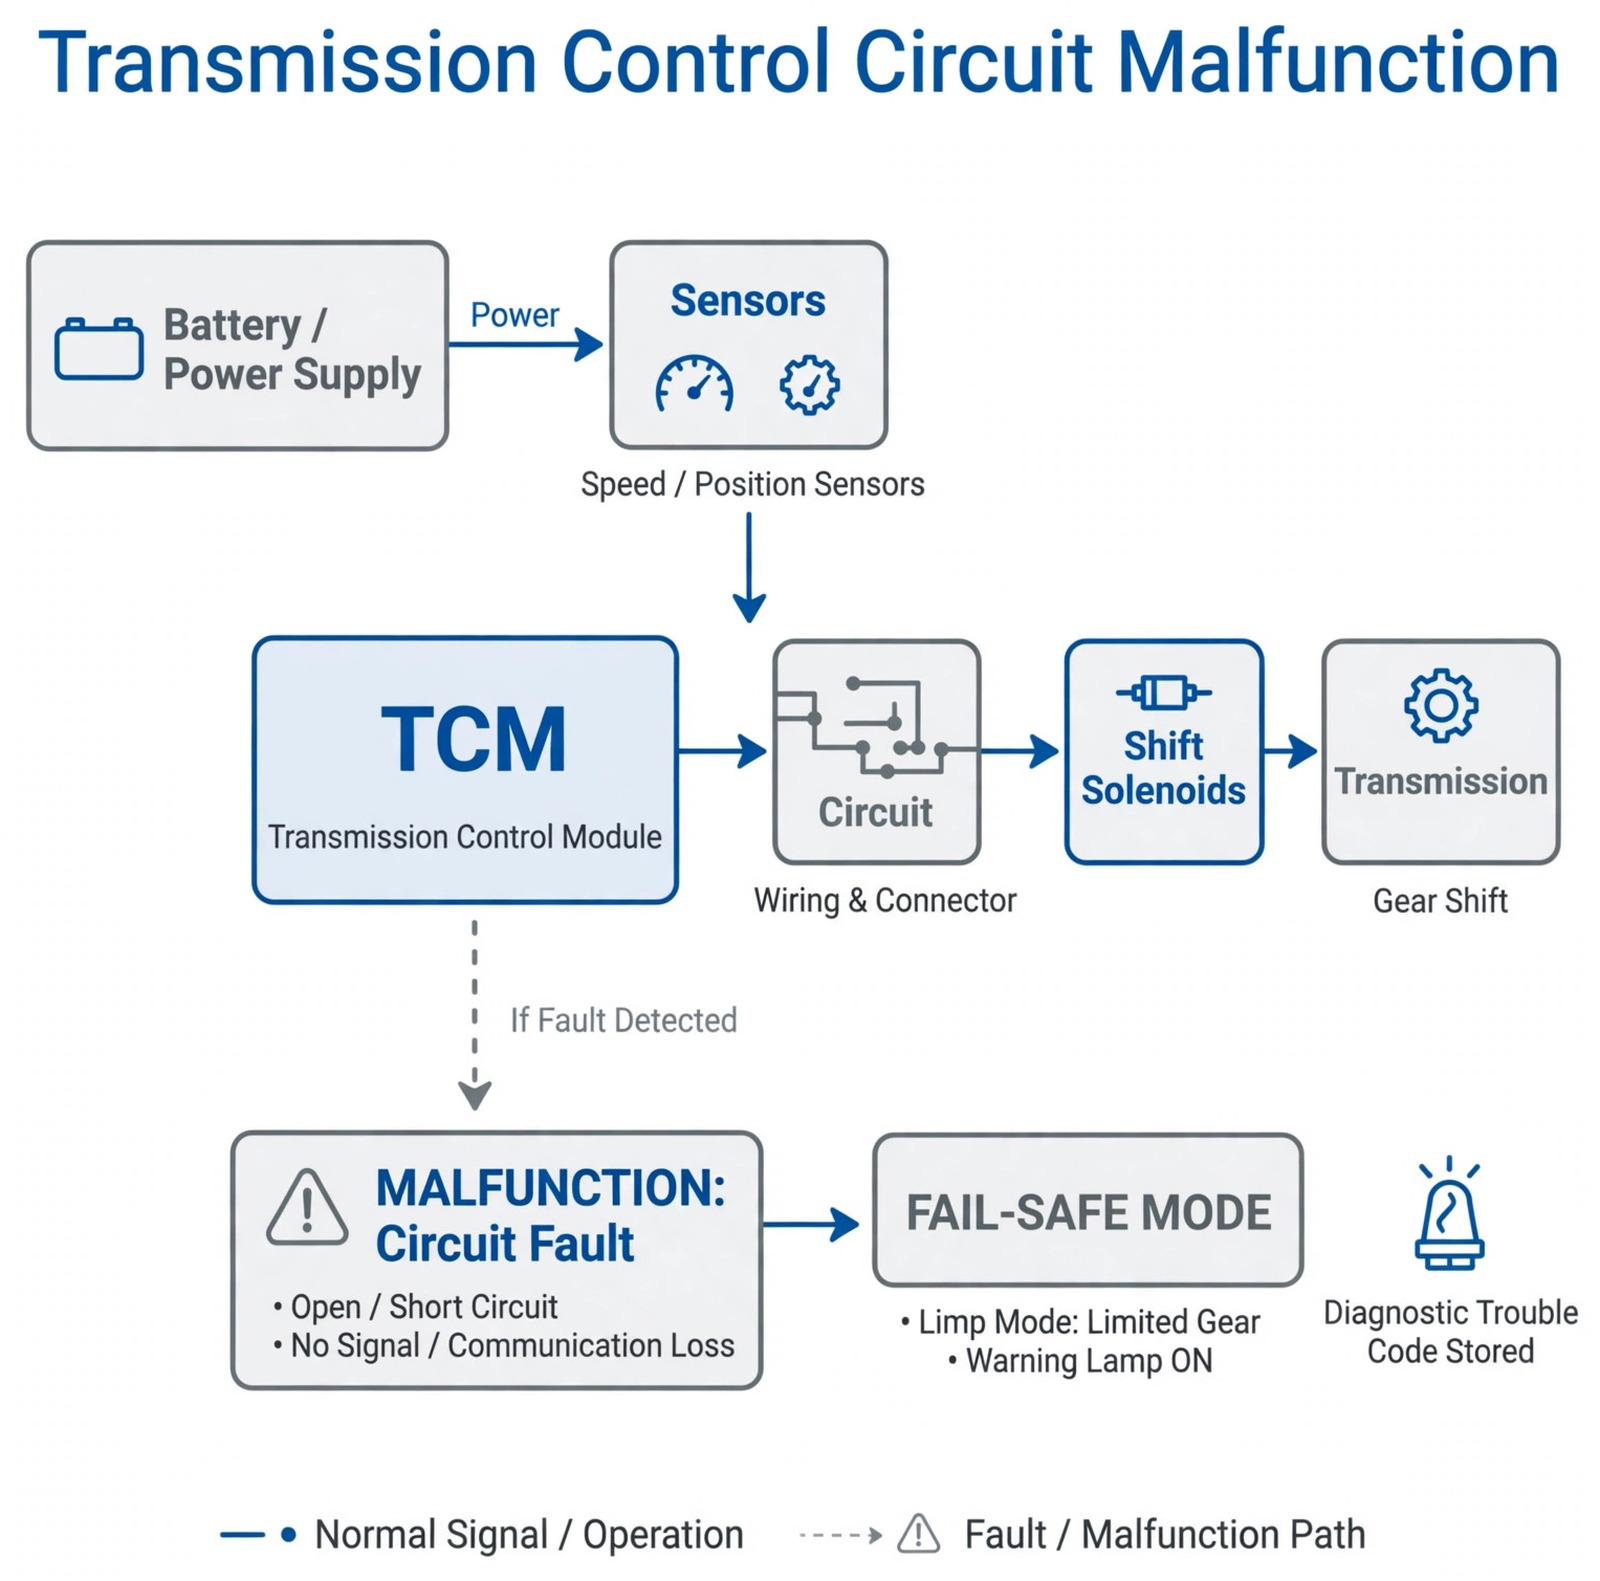 Transmission Control Circuit Malfunction
Battery /
Power Supply
Power
Sensors
Speed / Position Sensors
TCM
Transmission Control Module
Circuit
Wiring & Connector
Shift
Solenoids
Transmission
Gear Shift
If Fault Detected
MALFUNCTION:
Circuit Fault
• Open / Short Circuit
• No Signal / Communication Loss
FAIL-SAFE MODE
• Limp Mode: Limited Gear
• Warning Lamp ON
Diagnostic Trouble
Code Stored
Normal Signal / Operation
Fault / Malfunction Path